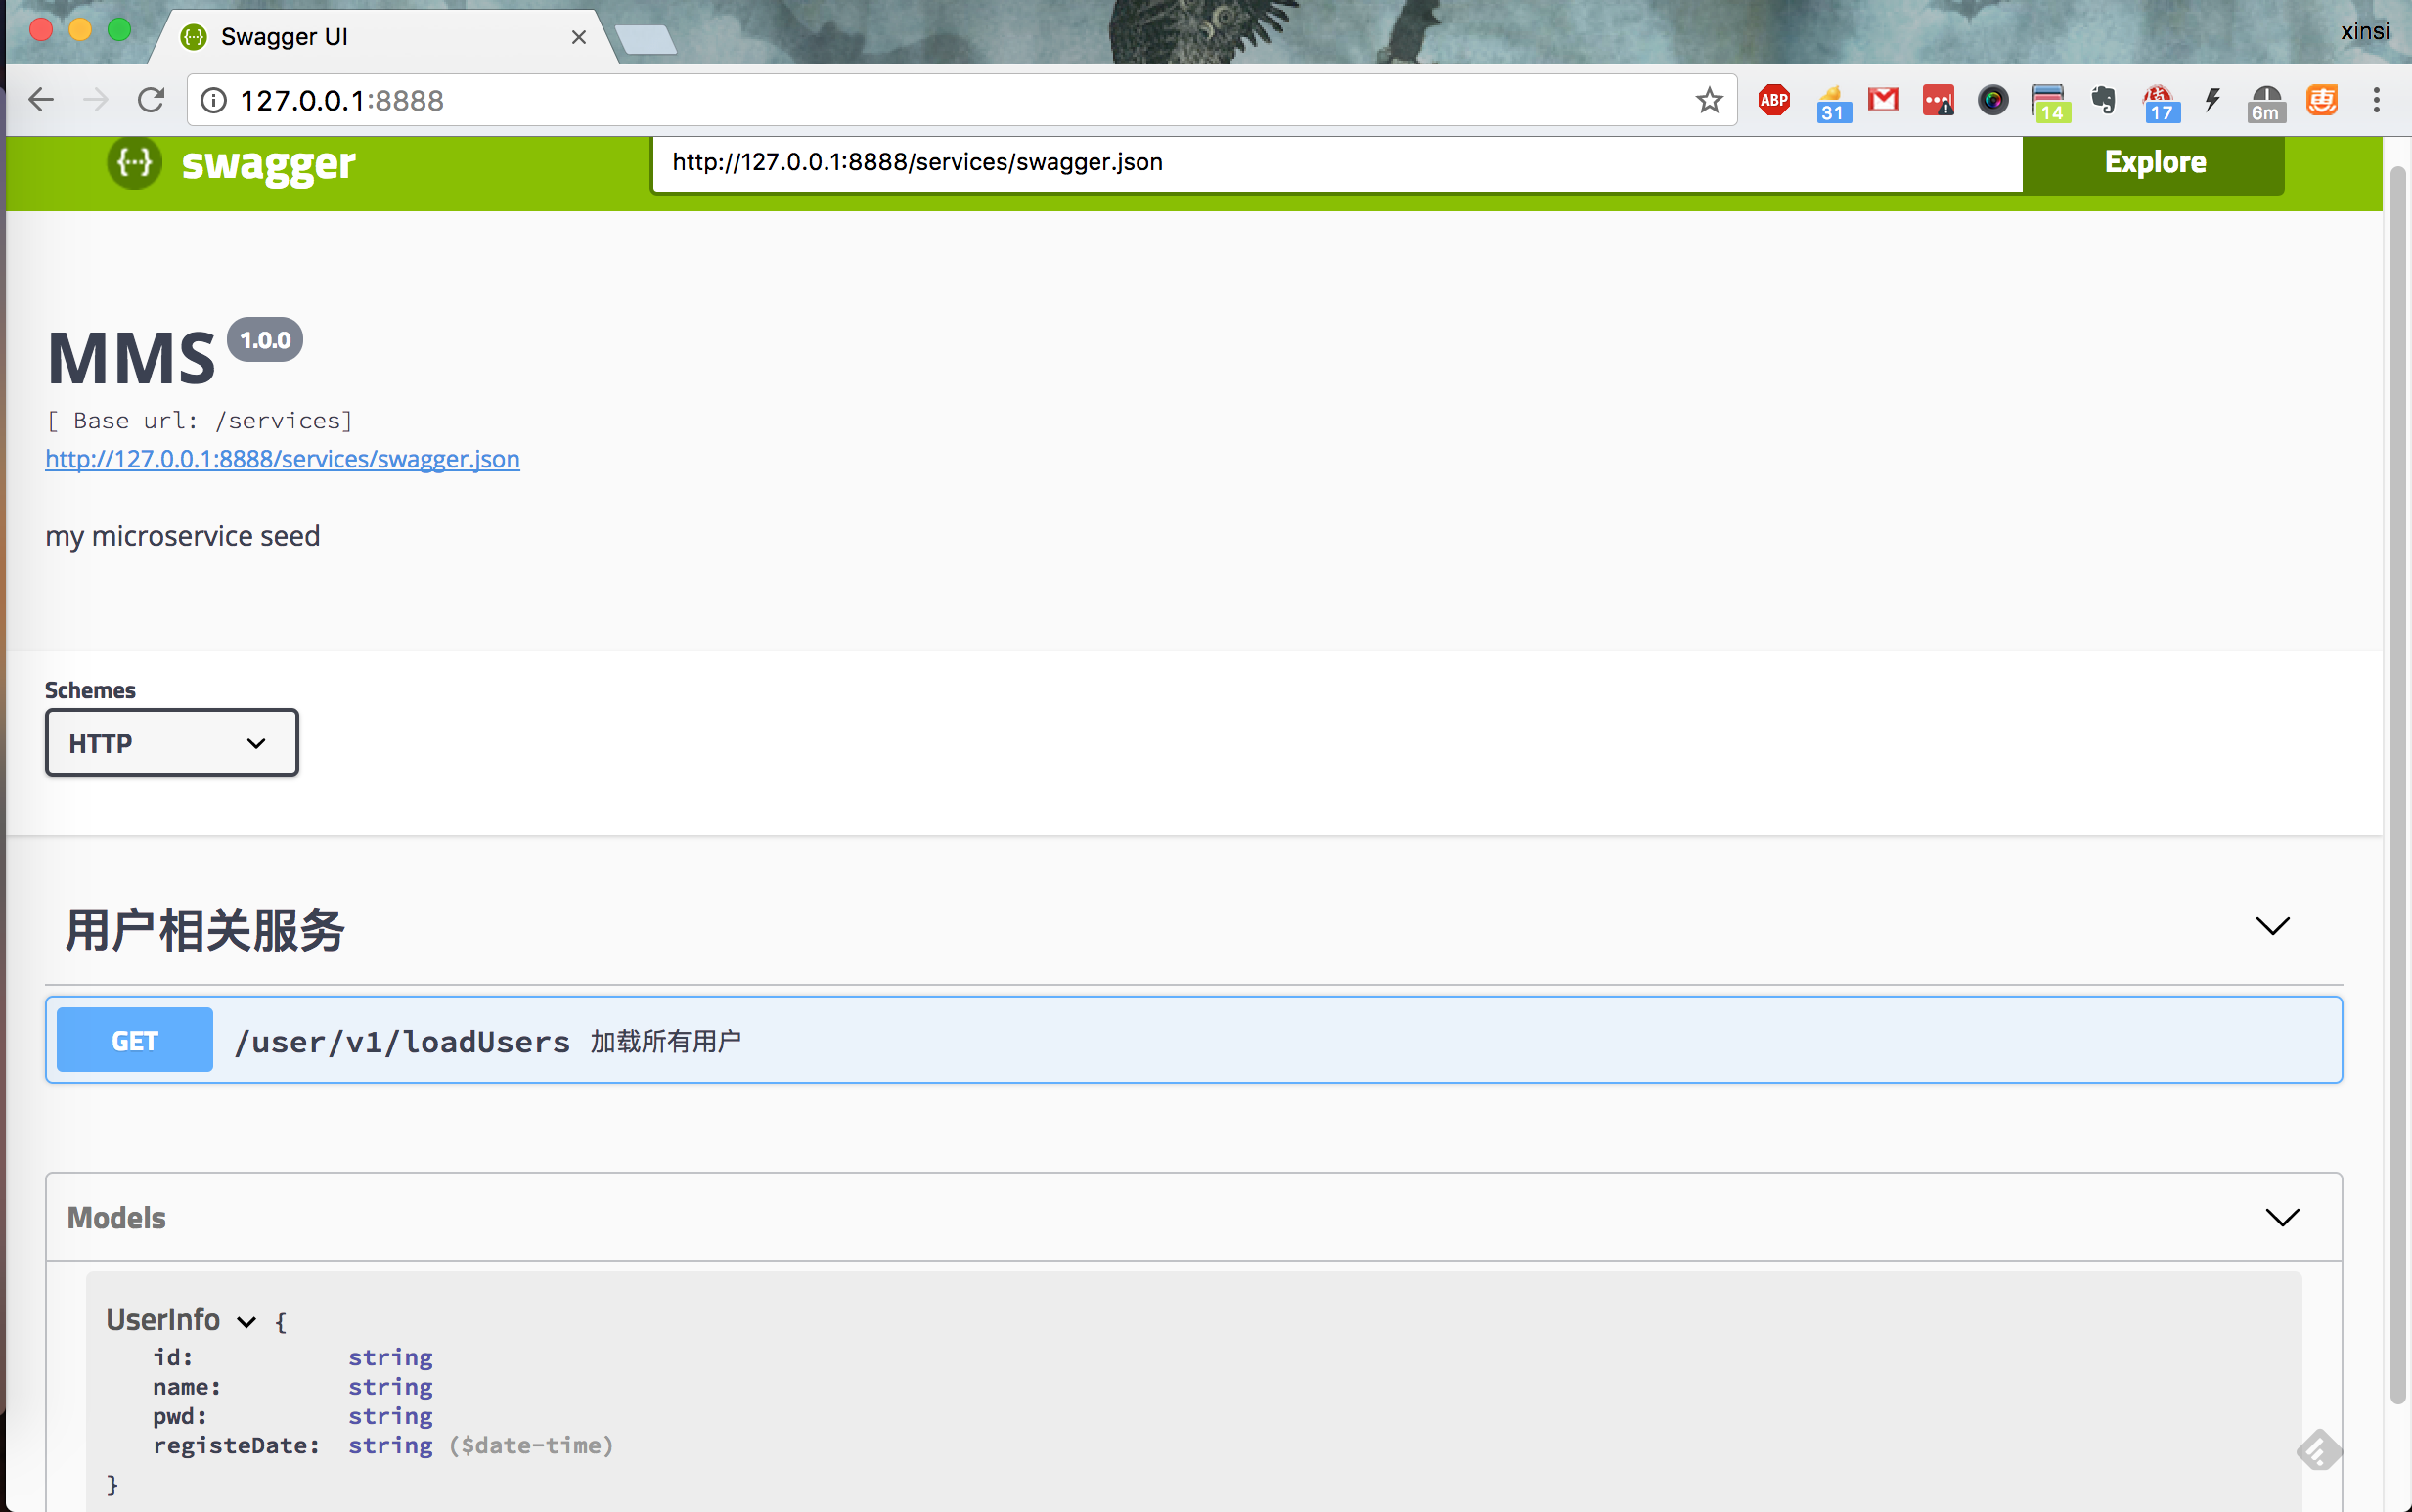 Swagger UI
xinsi
127.0.0.1:8888
ABP 31 14 17 6m 惠
{···} swagger http://127.0.0.1:8888/services/swagger.json Explore
MMS 1.0.0
[ Base url: /services]
http://127.0.0.1:8888/services/swagger.json
my microservice seed
Schemes
HTTP
用户相关服务
GET /user/v1/loadUsers 加载所有用户
Models
UserInfo {
id: string
name: string
pwd: string
registeDate: string ($date-time)
}